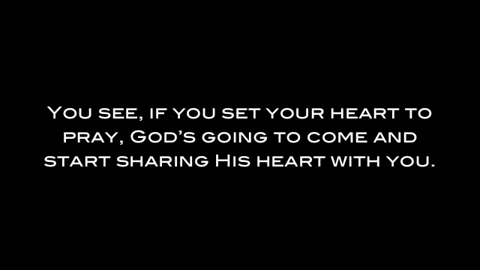 You see, if you set your heart to
pray, God's going to come and
start sharing His heart with you.